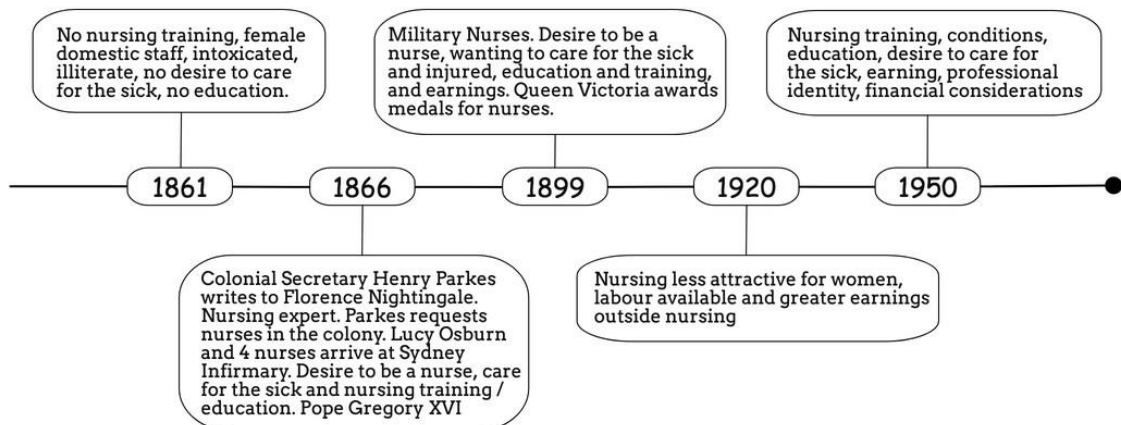 No nursing training, female
domestic staff, intoxicated,
illiterate, no desire to care
for the sick, no education.
Military Nurses. Desire to be a
nurse, wanting to care for the sick
and injured, education and training,
and earnings. Queen Victoria awards
medals for nurses.
Nursing training, conditions,
education, desire to care for
the sick, earning, professional
identity, financial considerations
1861
1866
1899
1920
1950
Colonial Secretary Henry Parkes
writes to Florence Nightingale.
Nursing expert. Parkes requests
nurses in the colony. Lucy Osburn
and 4 nurses arrive at Sydney
Infirmary. Desire to be a nurse, care
for the sick and nursing training /
education. Pope Gregory XVI
Nursing less attractive for women,
labour available and greater earnings
outside nursing